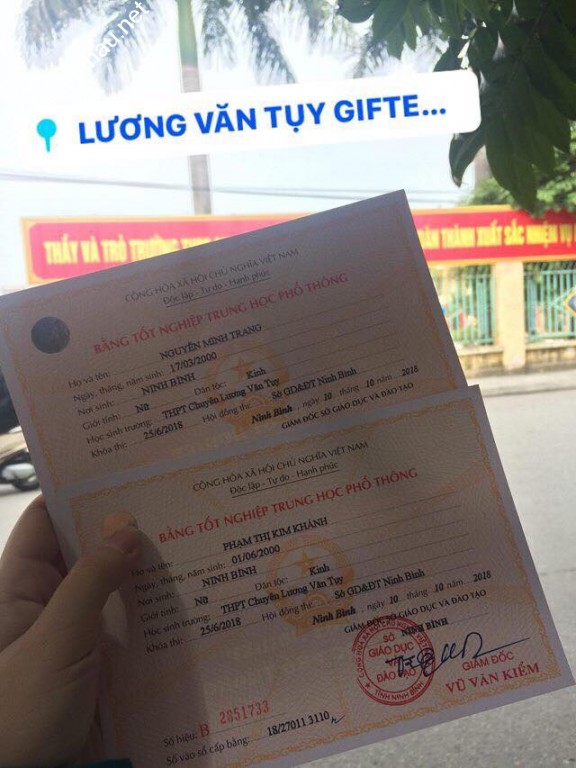 LƯƠNG VĂN TỤY GIFTE...
THẦY VÀ TRÒ TRƯỜNG
HOÀN THÀNH XUẤT SẮC NHIỆM VỤ
CỘNG HÒA XÃ HỘI CHỦ NGHĨA VIỆT NAM
Độc lập - Tự do - Hạnh phúc
BẰNG TỐT NGHIỆP TRUNG HỌC PHỔ THÔNG
Họ và tên: NGUYỄN MINH TRANG
Ngày, tháng, năm sinh: 17/03/2000
Nơi sinh: NINH BÌNH
Giới tính: Nữ Dân tộc: Kinh
Học sinh trường: THPT Chuyên Lương Văn Tụy
Khóa thi: 25/6/2018 Hội đồng thi: Sở GD&ĐT Ninh Bình
Ninh Bình, ngày 10 tháng 10 năm 2018
GIÁM ĐỐC SỞ GIÁO DỤC VÀ ĐÀO TẠO
CỘNG HÒA XÃ HỘI CHỦ NGHĨA VIỆT NAM
Độc lập - Tự do - Hạnh phúc
BẰNG TỐT NGHIỆP TRUNG HỌC PHỔ THÔNG
Họ và tên: PHẠM THỊ KIM KHÁNH
Ngày, tháng, năm sinh: 01/06/2000
Nơi sinh: NINH BÌNH
Giới tính: Nữ Dân tộc: Kinh
Học sinh trường: THPT Chuyên Lương Văn Tụy
Khóa thi: 25/6/2018 Hội đồng thi: Sở GD&ĐT Ninh Bình
Ninh Bình, ngày 10 tháng 10 năm 2018
GIÁM ĐỐC SỞ GIÁO DỤC VÀ ĐÀO TẠO
NINH BÌNH
SỞ
GIÁO DỤC
VÀ
ĐÀO TẠO
TỈNH NINH BÌNH
GIÁM ĐỐC
VŨ VĂN KIỂM
Số hiệu: B 2851733
Số vào sổ cấp bằng: 18/27011 3110